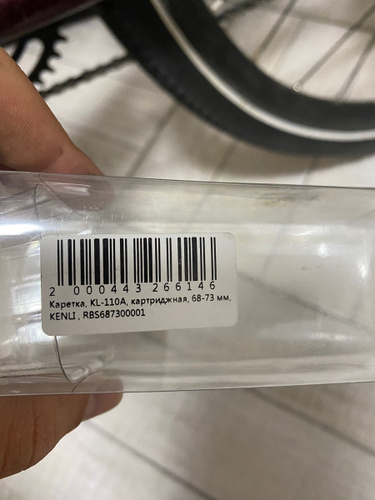 2 000443 266146
Каретка, KL-110A, картриджная, 68-73 мм,
KENLI , RBS687300001